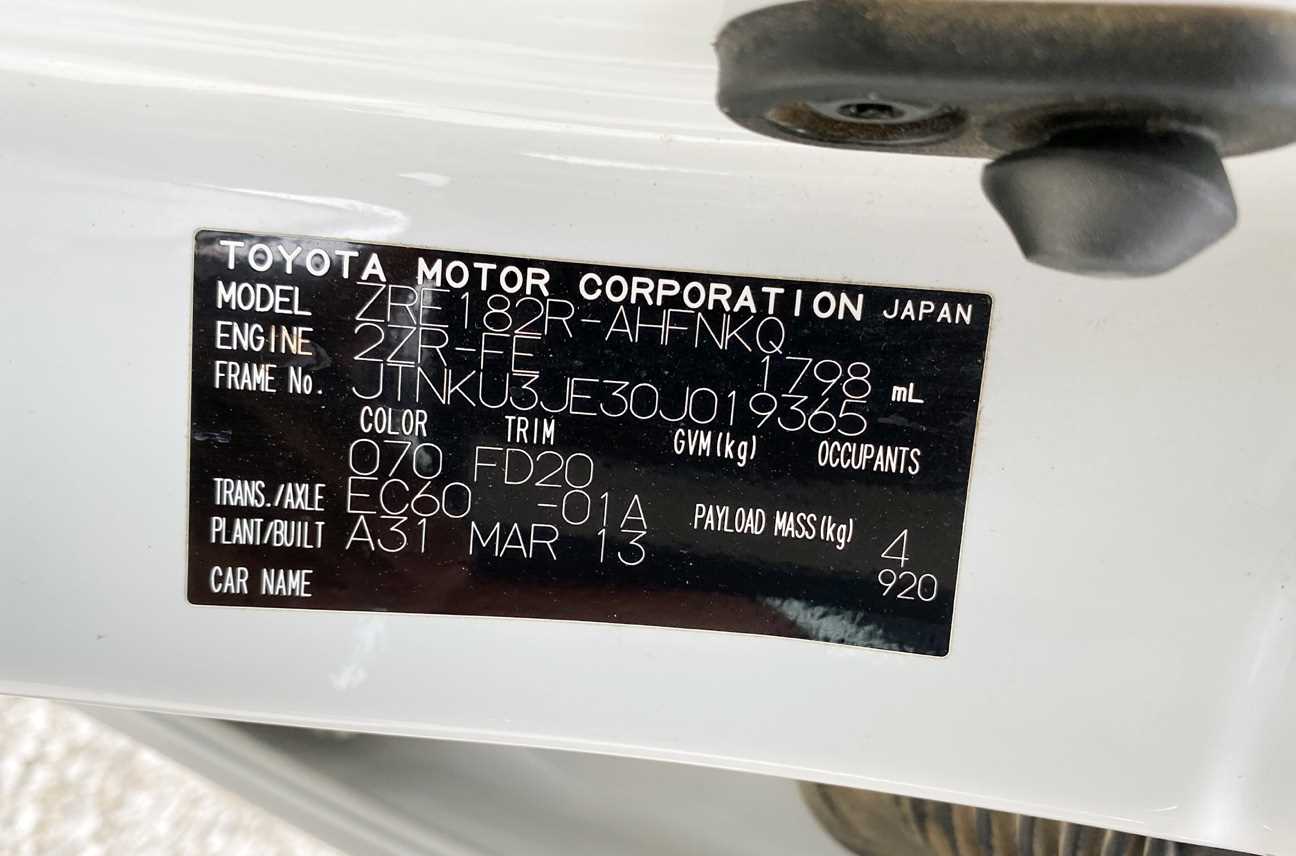 TOYOTA MOTOR CORPORATION JAPAN
MODEL ZRE182R-AHFNKQ
ENGINE 2ZR-FE 1798 mL
FRAME No. JTNKU3JE30J019365
COLOR TRIM GVM(kg) OCCUPANTS
070 FD20
TRANS./AXLE EC60 -01A PAYLOAD MASS(kg) 4
PLANT/BUILT A31 MAR 13 920
CAR NAME